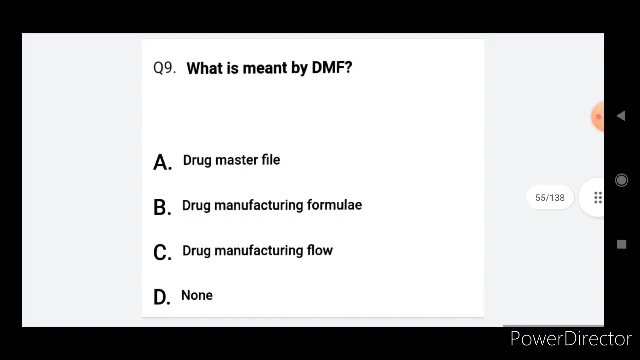 Q9. What is meant by DMF?
A. Drug master file
B. Drug manufacturing formulae
55/138
C. Drug manufacturing flow
D. None
PowerDirector